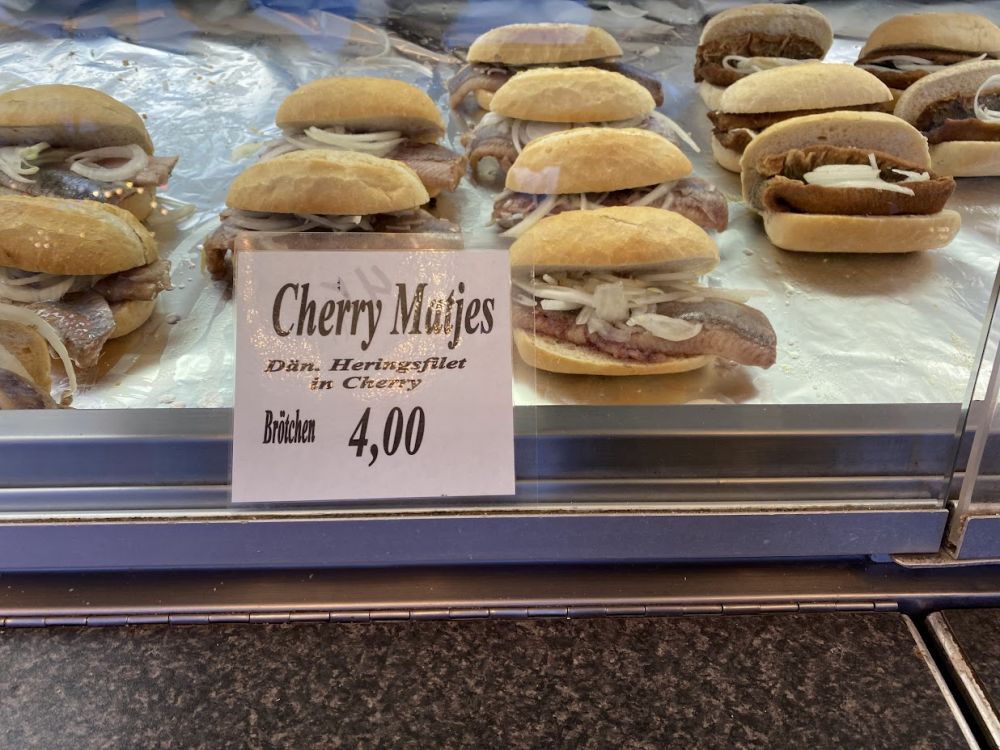 Cherry Matjes
Dän. Heringsfilet
in Cherry
Brötchen 4,00